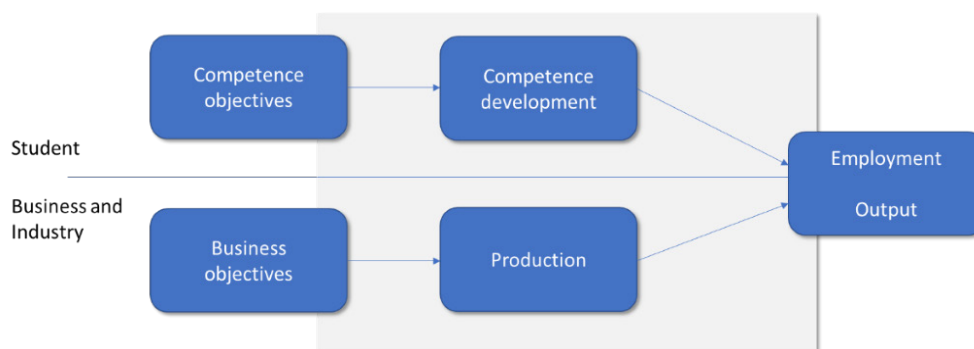 Competence
objectives
Competence
development
Student
Employment
Output
Business and
Industry
Business
objectives
Production